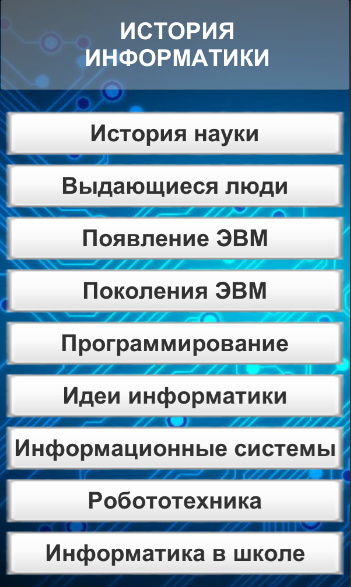 ИСТОРИЯ
ИНФОРМАТИКИ
История науки
Выдающиеся люди
Появление ЭВМ
Поколения ЭВМ
Программирование
Идеи информатики
Информационные системы
Робототехника
Информатика в школе